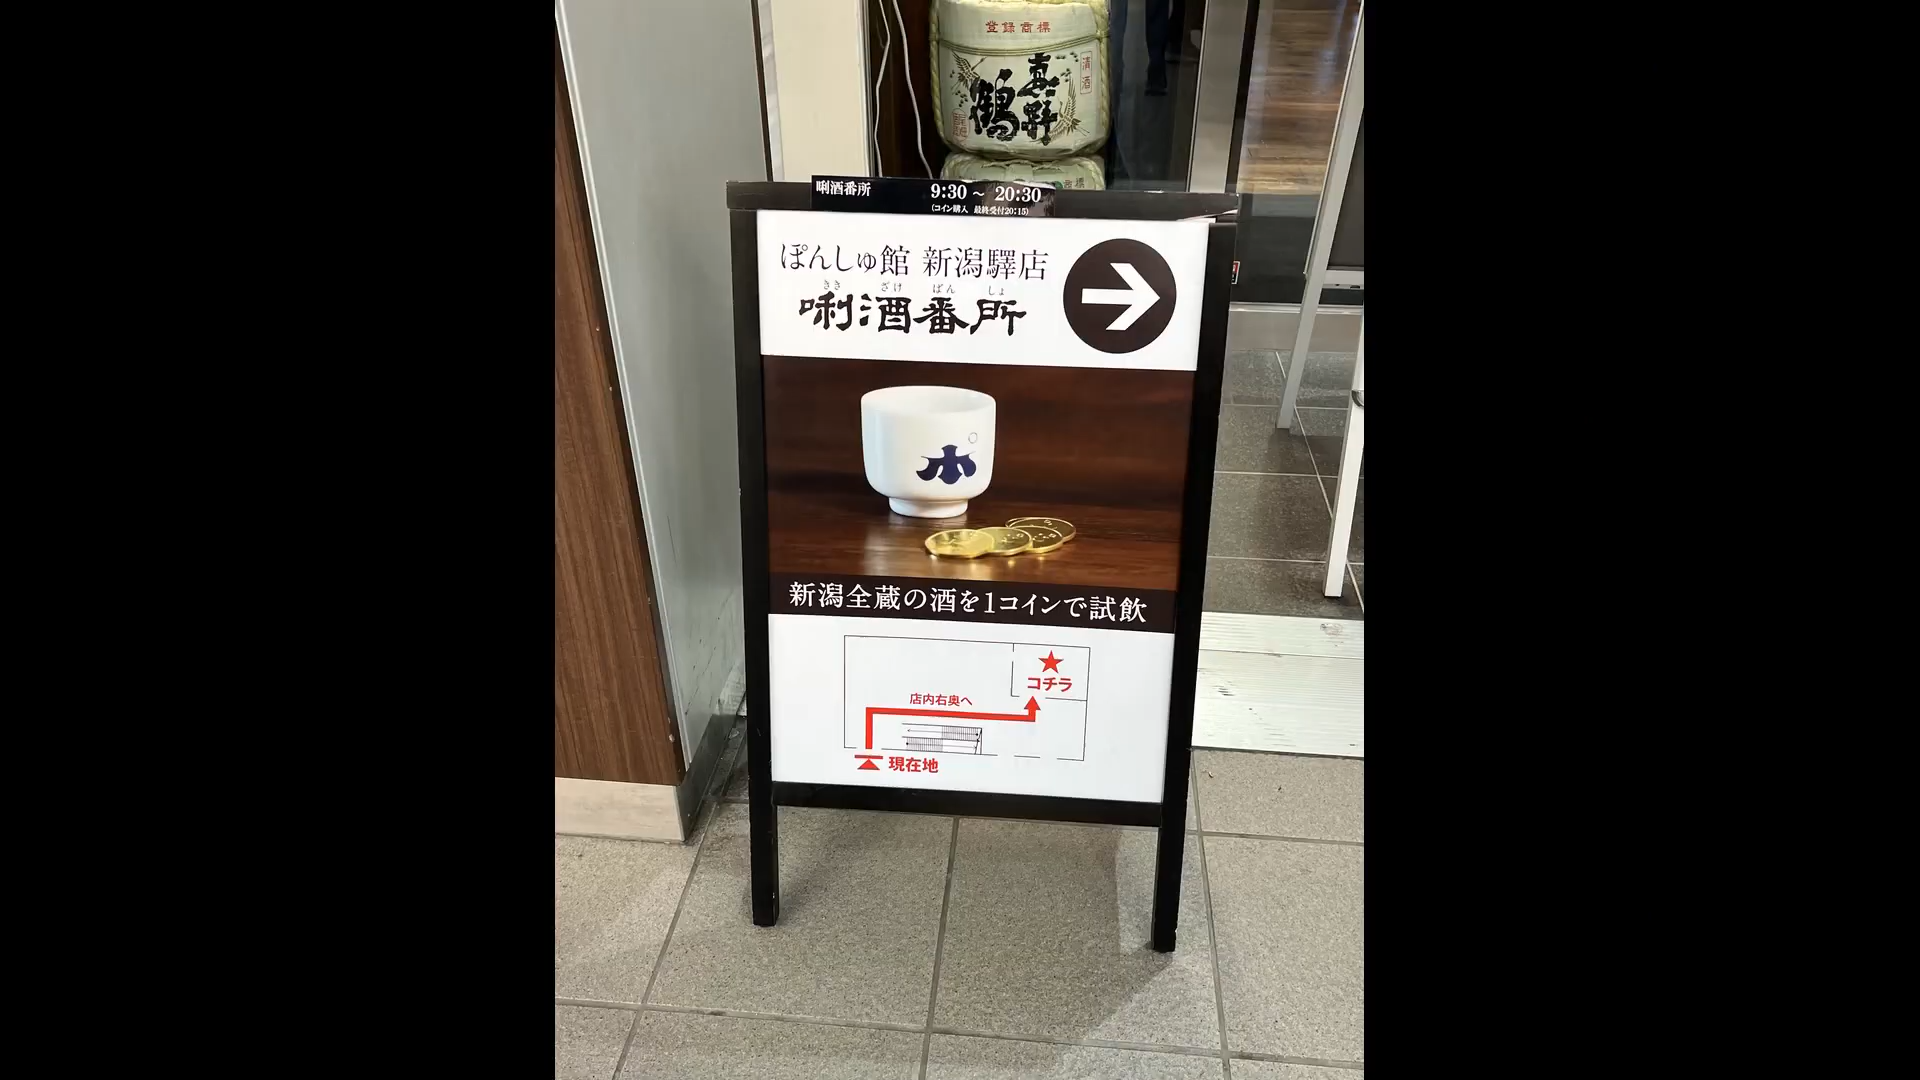 登録商標
清酒
真野鶴
唎酒番所 9:30 ~ 20:30
(コイン購入 最終受付20:15)
ぽんしゅ館 新潟驛店
きき ざけ ばん しょ
唎酒番所
新潟全蔵の酒を1コインで試飲
コチラ
店内右奥へ
現在地